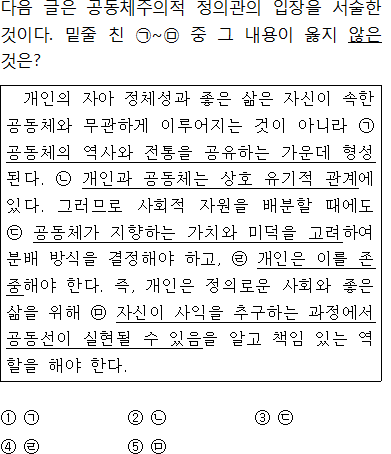 다음 글은 공동체주의적 정의관의 입장을 서술한
것이다. 밑줄 친 ㉠~㉤ 중 그 내용이 옳지 않은
것은?
개인의 자아 정체성과 좋은 삶은 자신이 속한
공동체와 무관하게 이루어지는 것이 아니라 ㉠
공동체의 역사와 전통을 공유하는 가운데 형성
된다. ㉡ 개인과 공동체는 상호 유기적 관계에
있다. 그러므로 사회적 자원을 배분할 때에도
㉢ 공동체가 지향하는 가치와 미덕을 고려하여
분배 방식을 결정해야 하고, ㉣ 개인은 이를 존
중해야 한다. 즉, 개인은 정의로운 사회와 좋은
삶을 위해 ㉤ 자신이 사익을 추구하는 과정에서
공동선이 실현될 수 있음을 알고 책임 있는 역
할을 해야 한다.
① ㉠ ② ㉡ ③ ㉢
④ ㉣ ⑤ ㉤